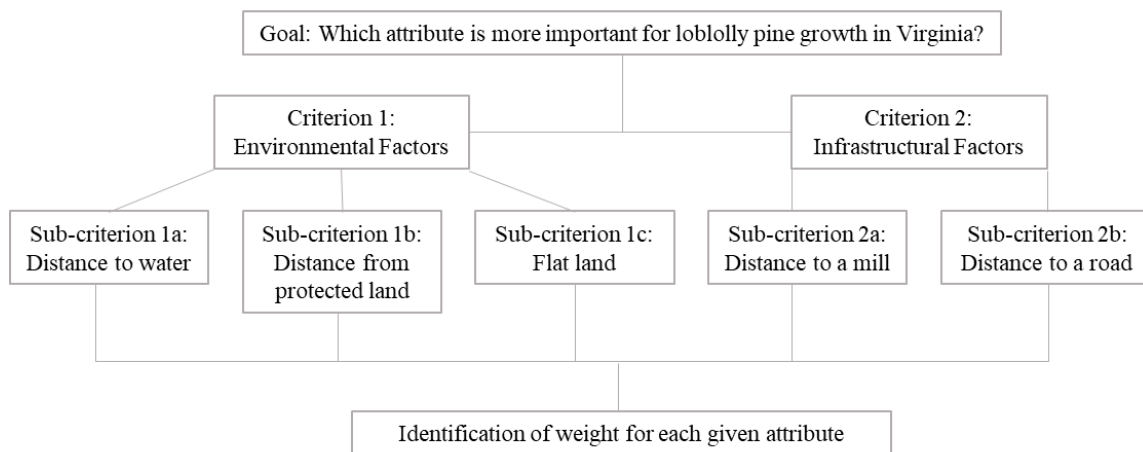 Goal: Which attribute is more important for loblolly pine growth in Virginia?
Criterion 1:
Environmental Factors
Criterion 2:
Infrastructural Factors
Sub-criterion 1a:
Distance to water
Sub-criterion 1b:
Distance from
protected land
Sub-criterion 1c:
Flat land
Sub-criterion 2a:
Distance to a mill
Sub-criterion 2b:
Distance to a road
Identification of weight for each given attribute